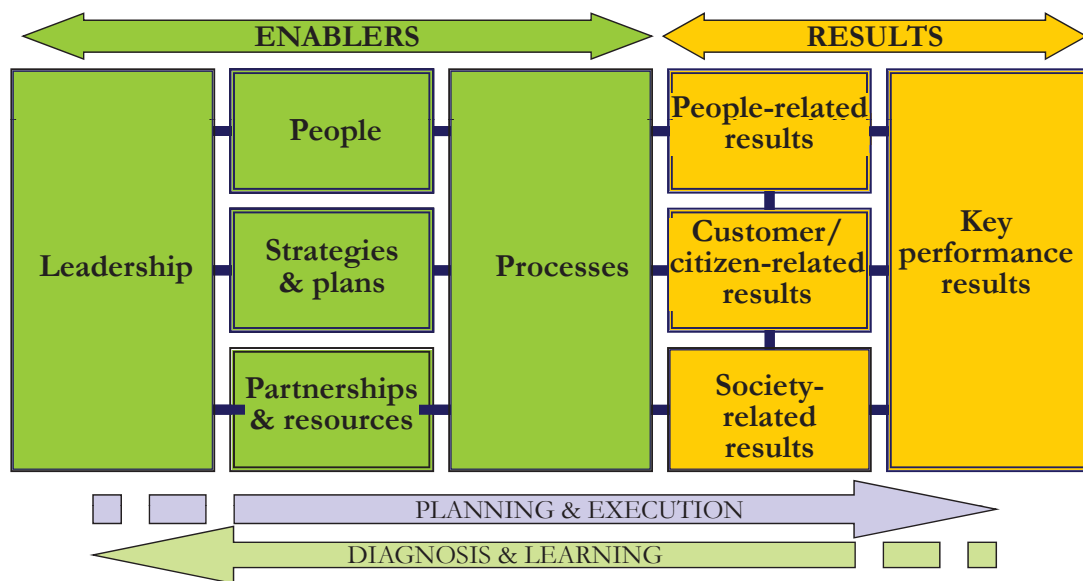 ENABLERS
RESULTS
Leadership
People
Strategies
& plans
Partnerships
& resources
Processes
People-related
results
Customer/
citizen-related
results
Society-
related
results
Key
performance
results
PLANNING & EXECUTION
DIAGNOSIS & LEARNING